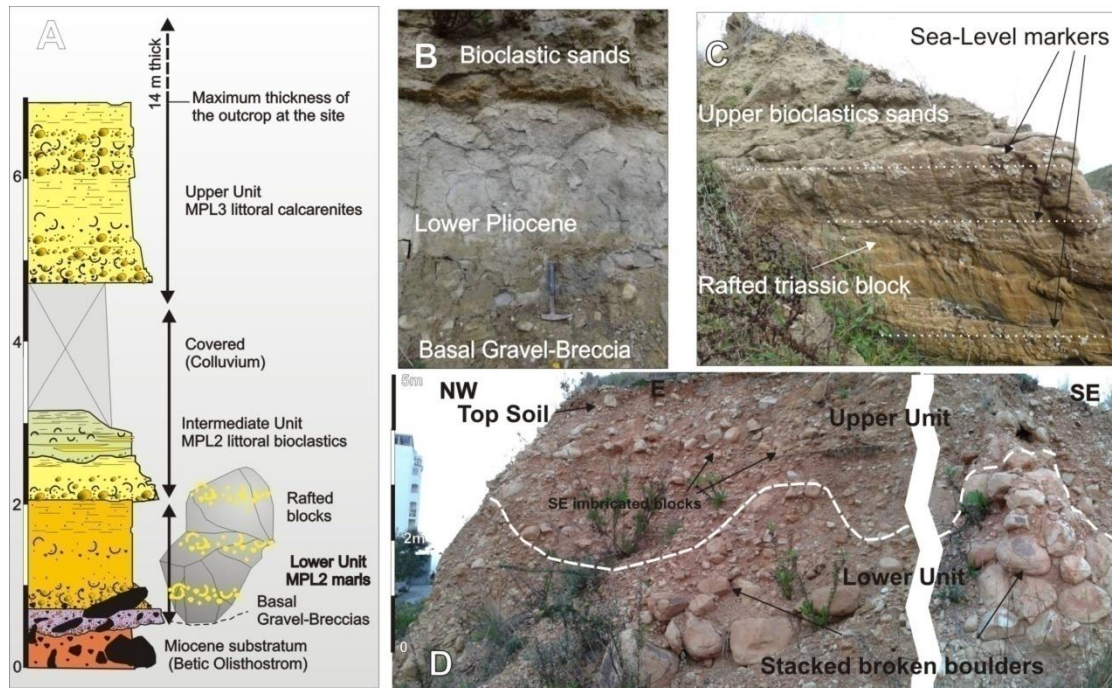 A
14 m thick
Maximum thickness of
the outcrop at the site
6
Upper Unit
MPL3 littoral calcarenites
4
Covered
(Colluvium)
Intermediate Unit
MPL2 littoral bioclastics
2
Rafted
blocks
Lower Unit
MPL2 marls
Basal
Gravel-Breccias
Miocene substratum
(Betic Olisthostrom)
0
B
Bioclastic sands
Lower Pliocene
Basal Gravel-Breccia
C
Sea-Level markers
Upper bioclastics sands
Rafted triassic block
5m
NW
E
SE
Top Soil
Upper Unit
SE imbricated blocks
2m
Lower Unit
0
D
Stacked broken boulders